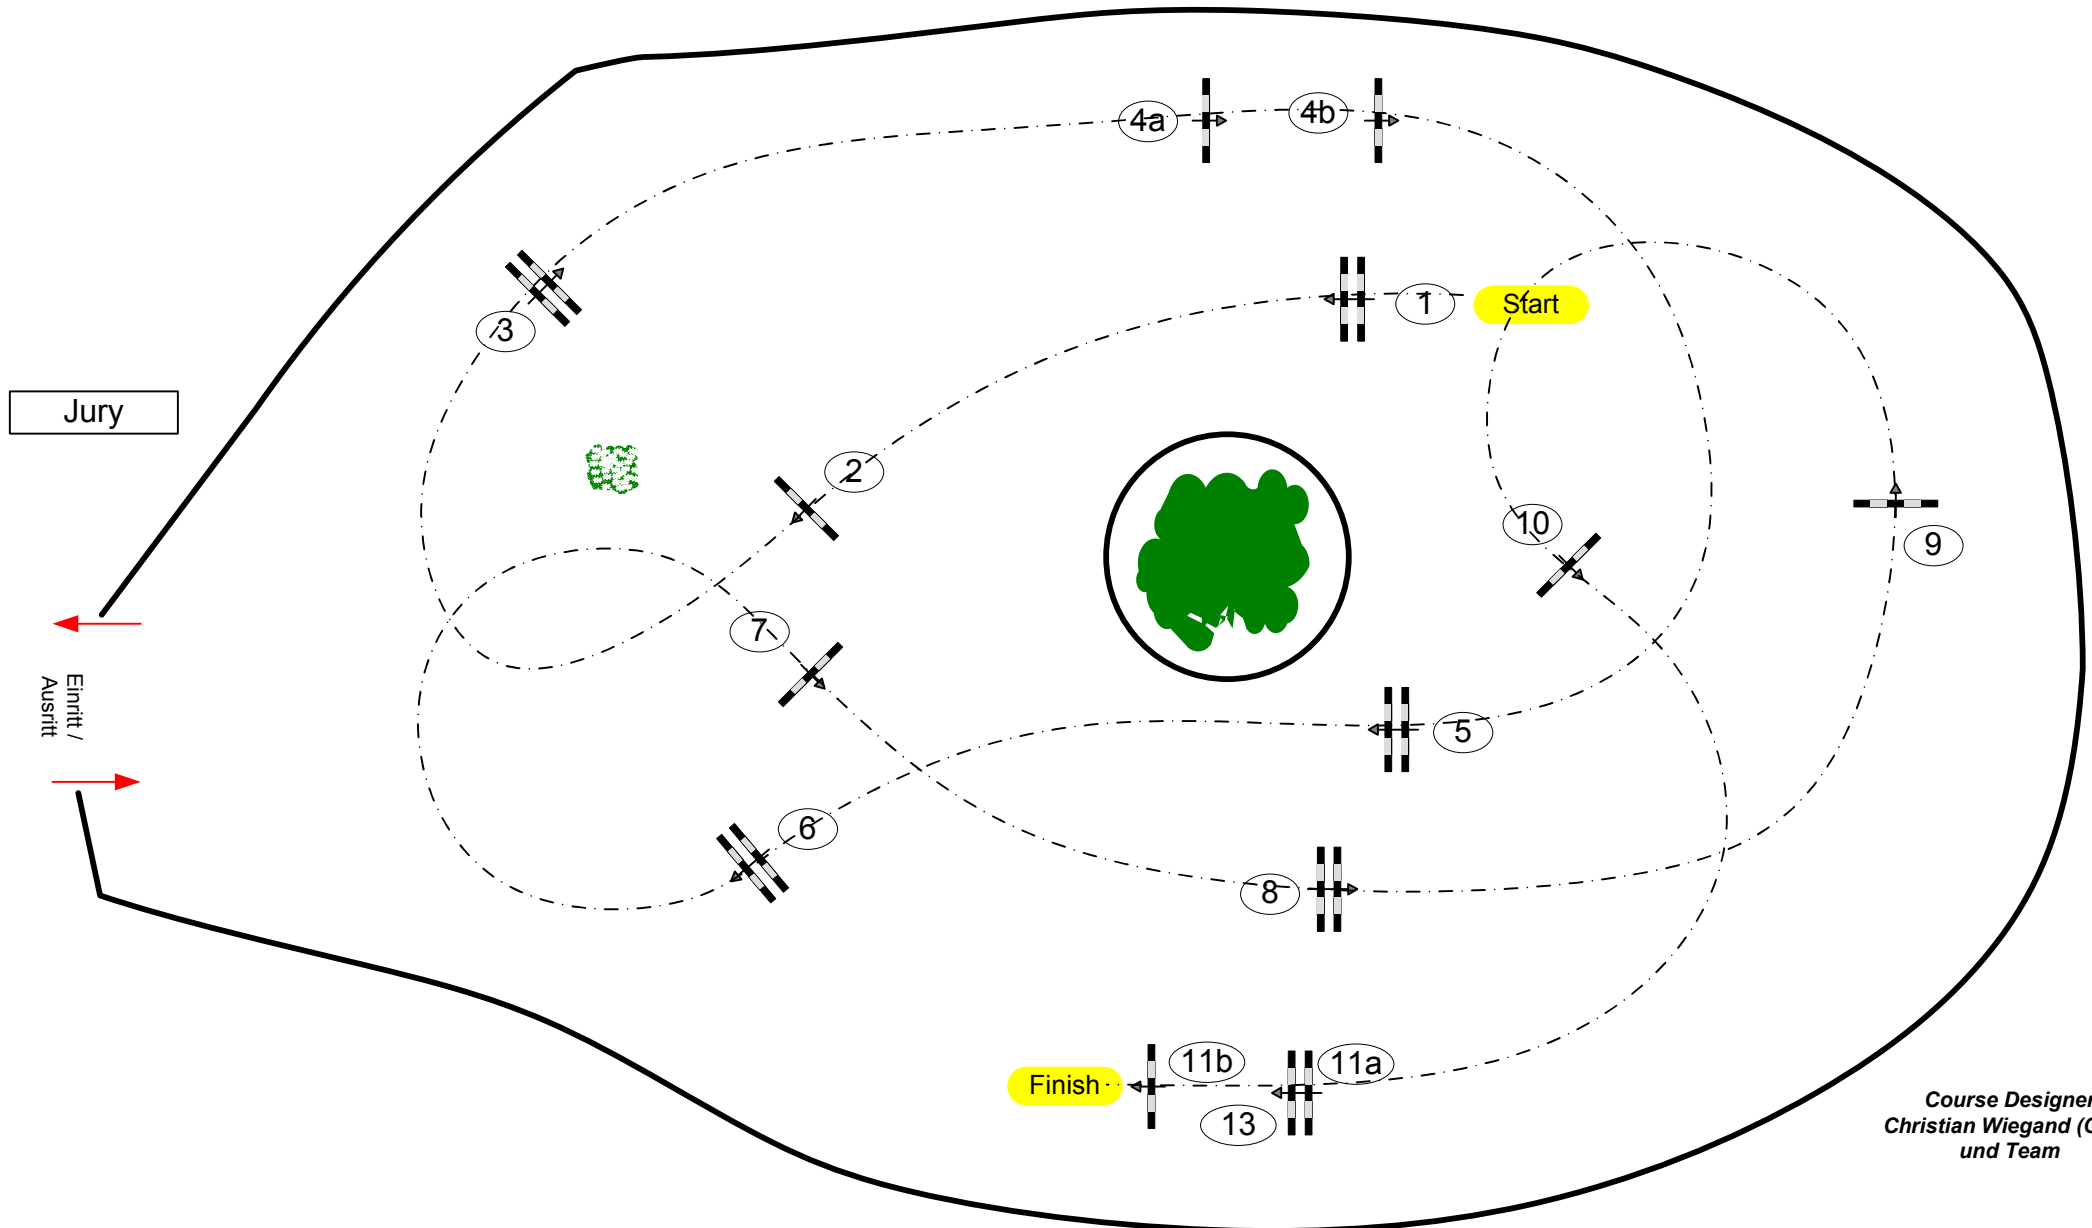 4a
4b
1
Start
3
Jury
2
10
9
7
Einritt /
Ausritt
5
6
8
11b
11a
Finish
13
Course Designer
Christian Wiegand (
und Team